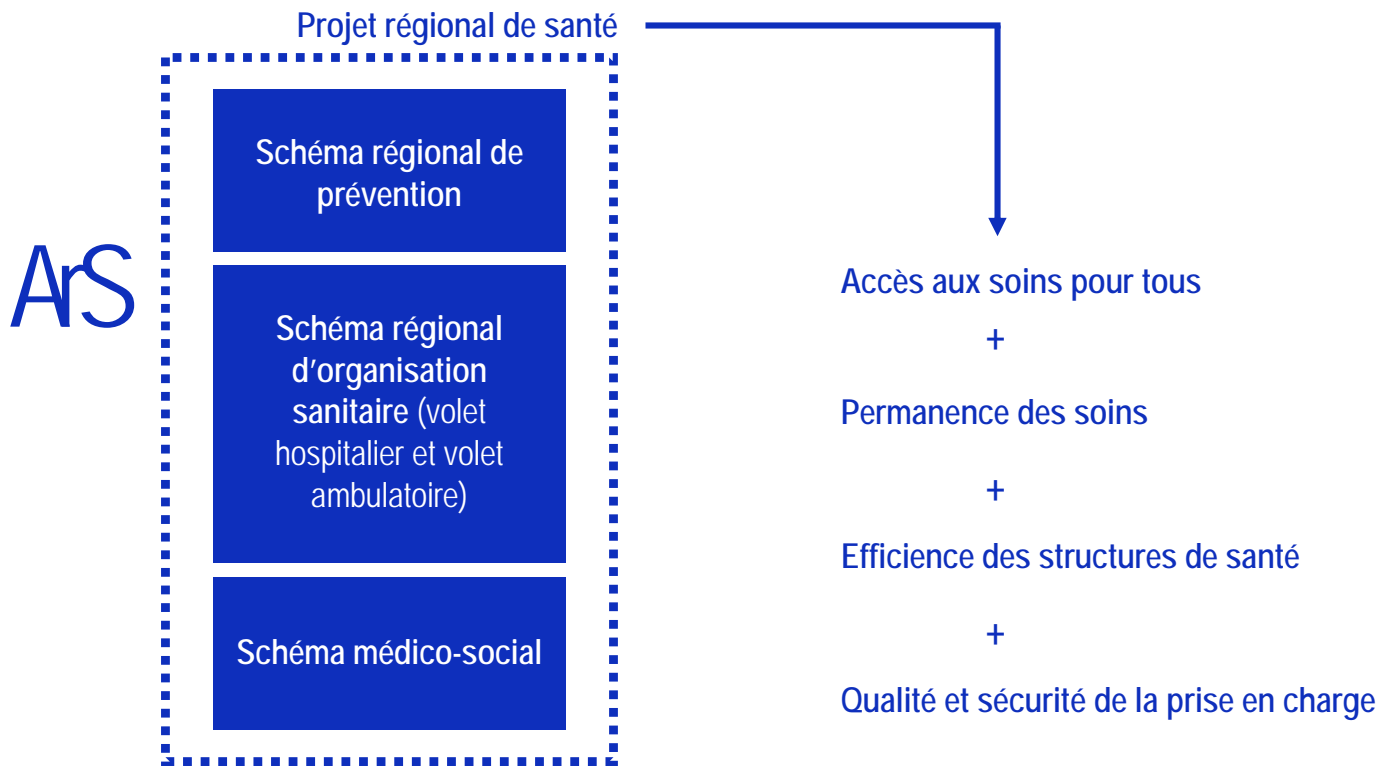 Projet régional de santé
Schéma régional de
prévention
ArS
Schéma régional
d'organisation
sanitaire (volet
hospitalier et volet
ambulatoire)
Schéma médico-social
Accès aux soins pour tous
+
Permanence des soins
+
Efficience des structures de santé
+
Qualité et sécurité de la prise en charge